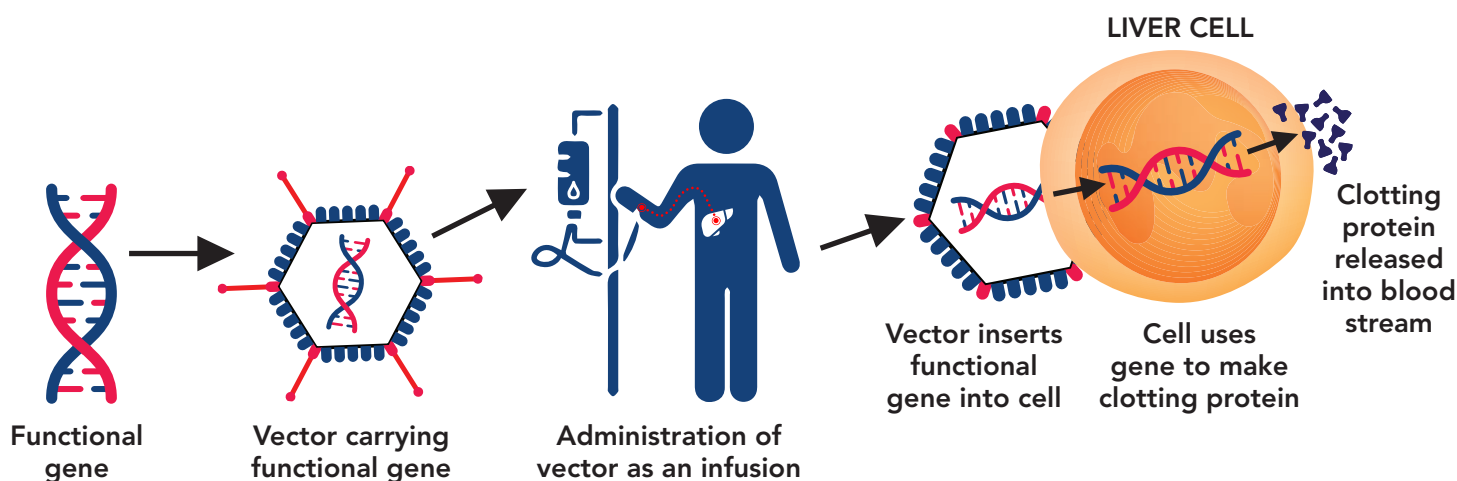 LIVER CELL
Functional
gene
Vector carrying
functional gene
Administration of
vector as an infusion
Vector inserts
functional
gene into cell
Cell uses
gene to make
clotting protein
Clotting
protein
released
into blood
stream